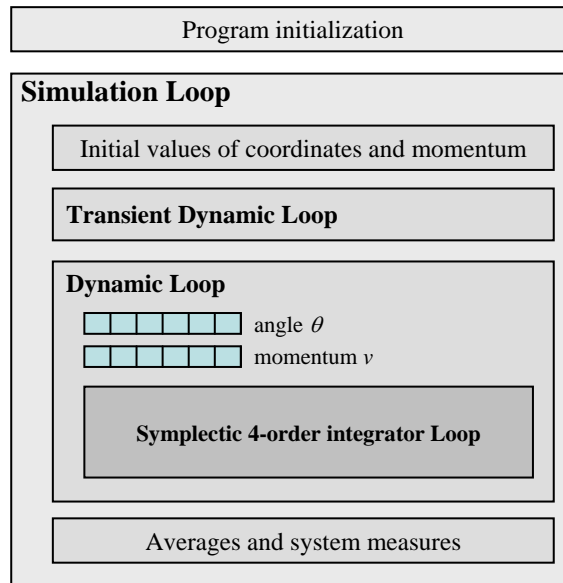 Program initialization
Simulation Loop
Initial values of coordinates and momentum
Transient Dynamic Loop
Dynamic Loop
angle θ
momentum v
Symplectic 4-order integrator Loop
Averages and system measures